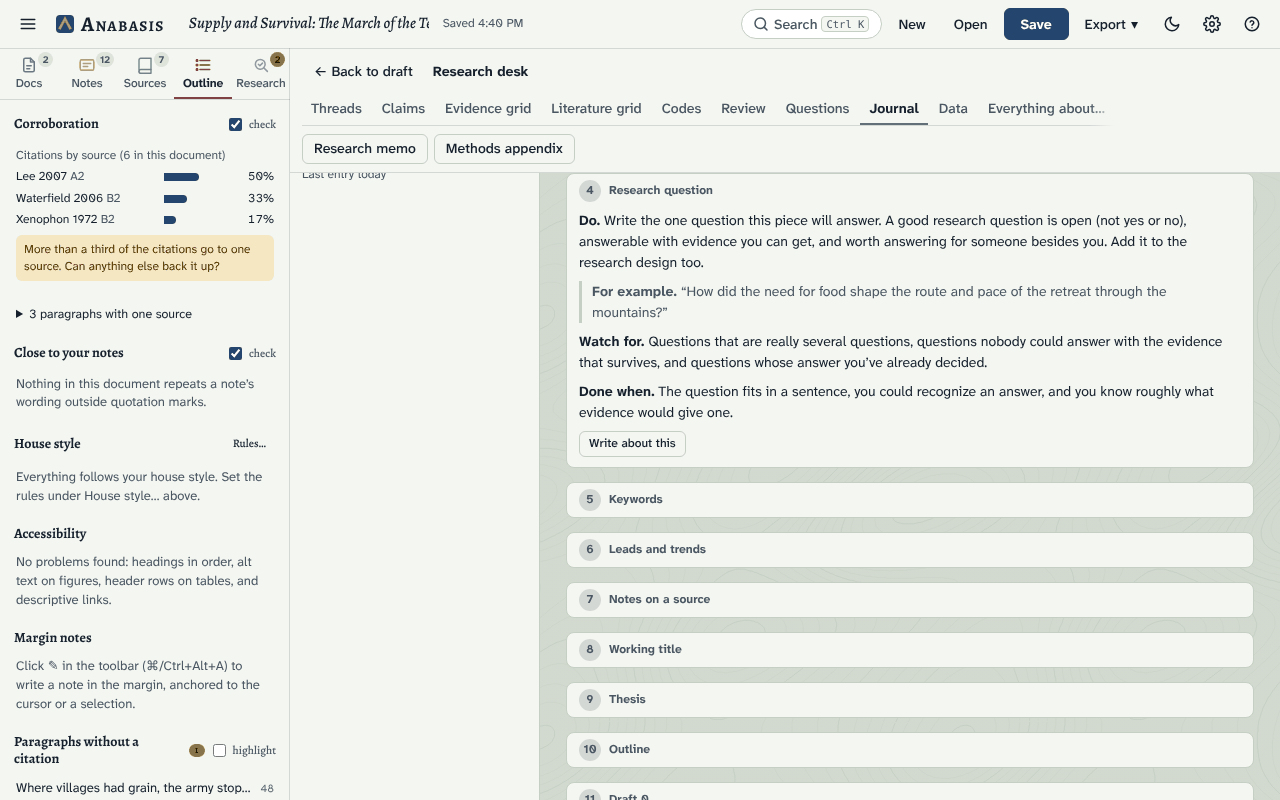 ANABASIS
Supply and Survival: The March of the Te
Saved 4:40 PM
Search Ctrl K
New
Open
Save
Export ▾
Docs 2
Notes 12
Sources 7
Outline
Research 2
← Back to draft
Research desk
Threads
Claims
Evidence grid
Literature grid
Codes
Review
Questions
Journal
Data
Everything about…
Research memo
Methods appendix
Corroboration
check
Citations by source (6 in this document)
Lee 2007 A2 50%
Waterfield 2006 B2 33%
Xenophon 1972 B2 17%
More than a third of the citations go to one
source. Can anything else back it up?
▶ 3 paragraphs with one source
Close to your notes
check
Nothing in this document repeats a note's
wording outside quotation marks.
House style
Rules…
Everything follows your house style. Set the
rules under House style… above.
Accessibility
No problems found: headings in order, alt
text on figures, header rows on tables, and
descriptive links.
Margin notes
Click ✎ in the toolbar (⌘/Ctrl+Alt+A) to
write a note in the margin, anchored to the
cursor or a selection.
Paragraphs without a
citation
1
highlight
Where villages had grain, the army stop… 48
Last entry today
4 Research question
Do. Write the one question this piece will answer. A good research question is open (not yes or no),
answerable with evidence you can get, and worth answering for someone besides you. Add it to the
research design too.
For example. “How did the need for food shape the route and pace of the retreat through the
mountains?”
Watch for. Questions that are really several questions, questions nobody could answer with the evidence
that survives, and questions whose answer you’ve already decided.
Done when. The question fits in a sentence, you could recognize an answer, and you know roughly what
evidence would give one.
Write about this
5 Keywords
6 Leads and trends
7 Notes on a source
8 Working title
9 Thesis
10 Outline
11 Draft 0